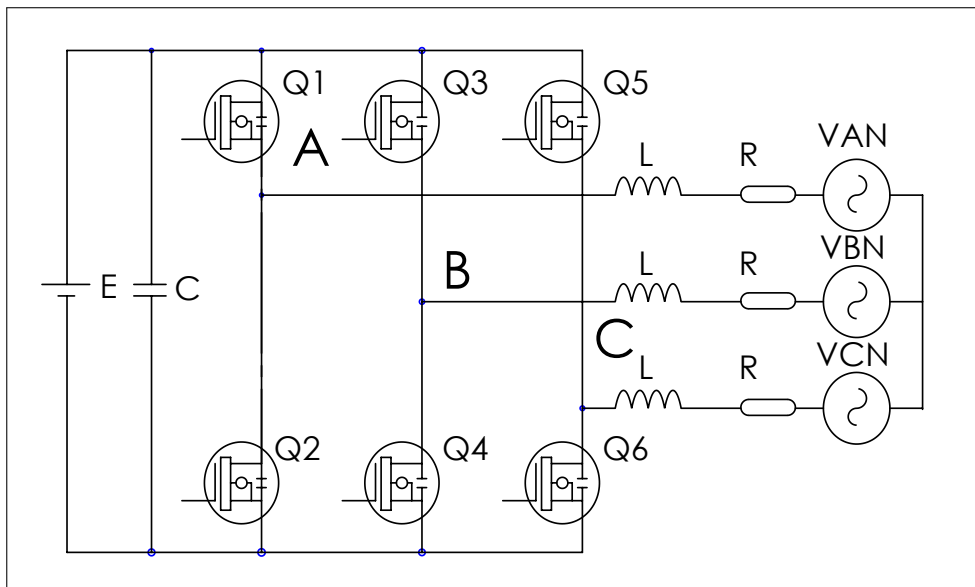 Q1 Q3 Q5
A
L R VAN
B
L R VBN
E C
C
L R VCN
Q2 Q4 Q6